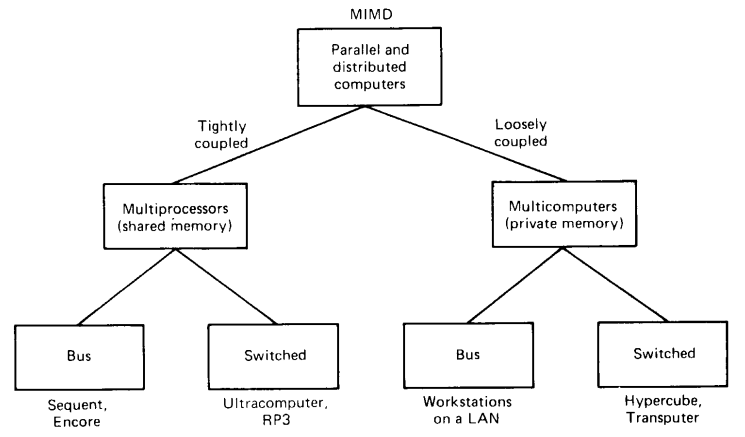 MIMD
Parallel and
distributed
computers
Tightly
coupled
Loosely
coupled
Multiprocessors
(shared memory)
Multicomputers
(private memory)
Bus
Switched
Bus
Switched
Sequent,
Encore
Ultracomputer,
RP3
Workstations
on a LAN
Hypercube,
Transputer